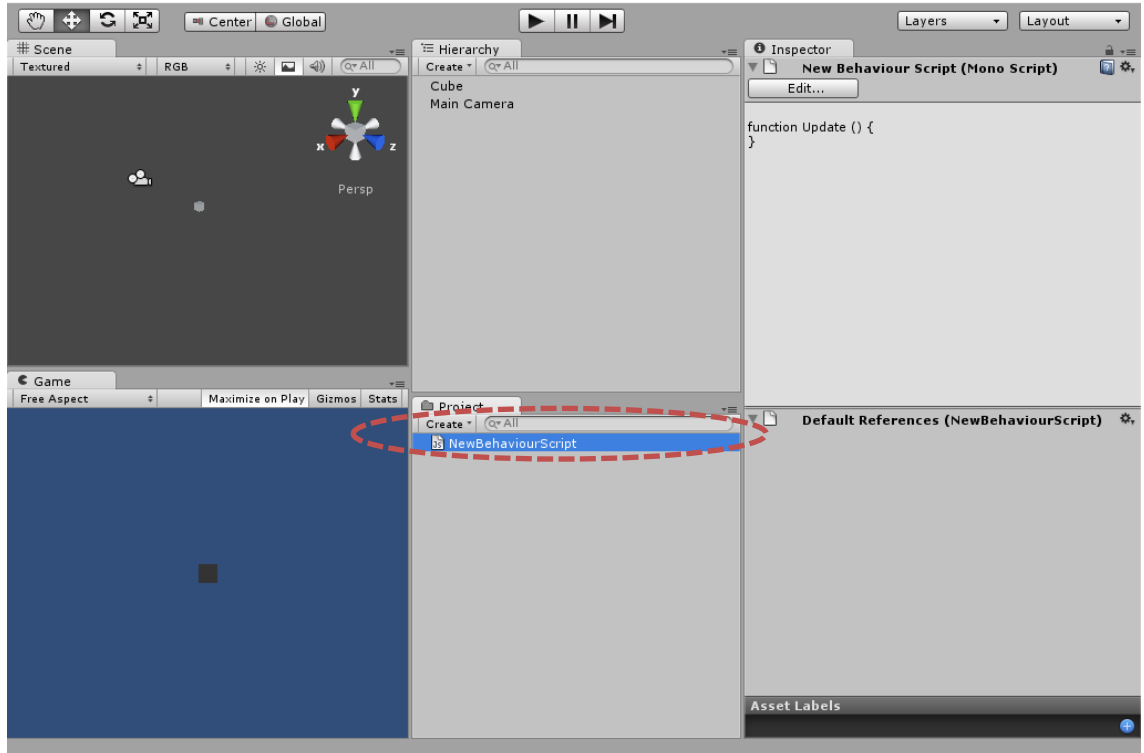 Center Global
Layers Layout
Scene
Textured RGB All
y
x z
Persp
Game
Free Aspect Maximize on Play Gizmos Stats
Hierarchy
Create All
Cube
Main Camera
Project
Create All
JS NewBehaviourScript
Inspector
New Behaviour Script (Mono Script) ?
Edit...
function Update () {
}
Default References (NewBehaviourScript)
Asset Labels